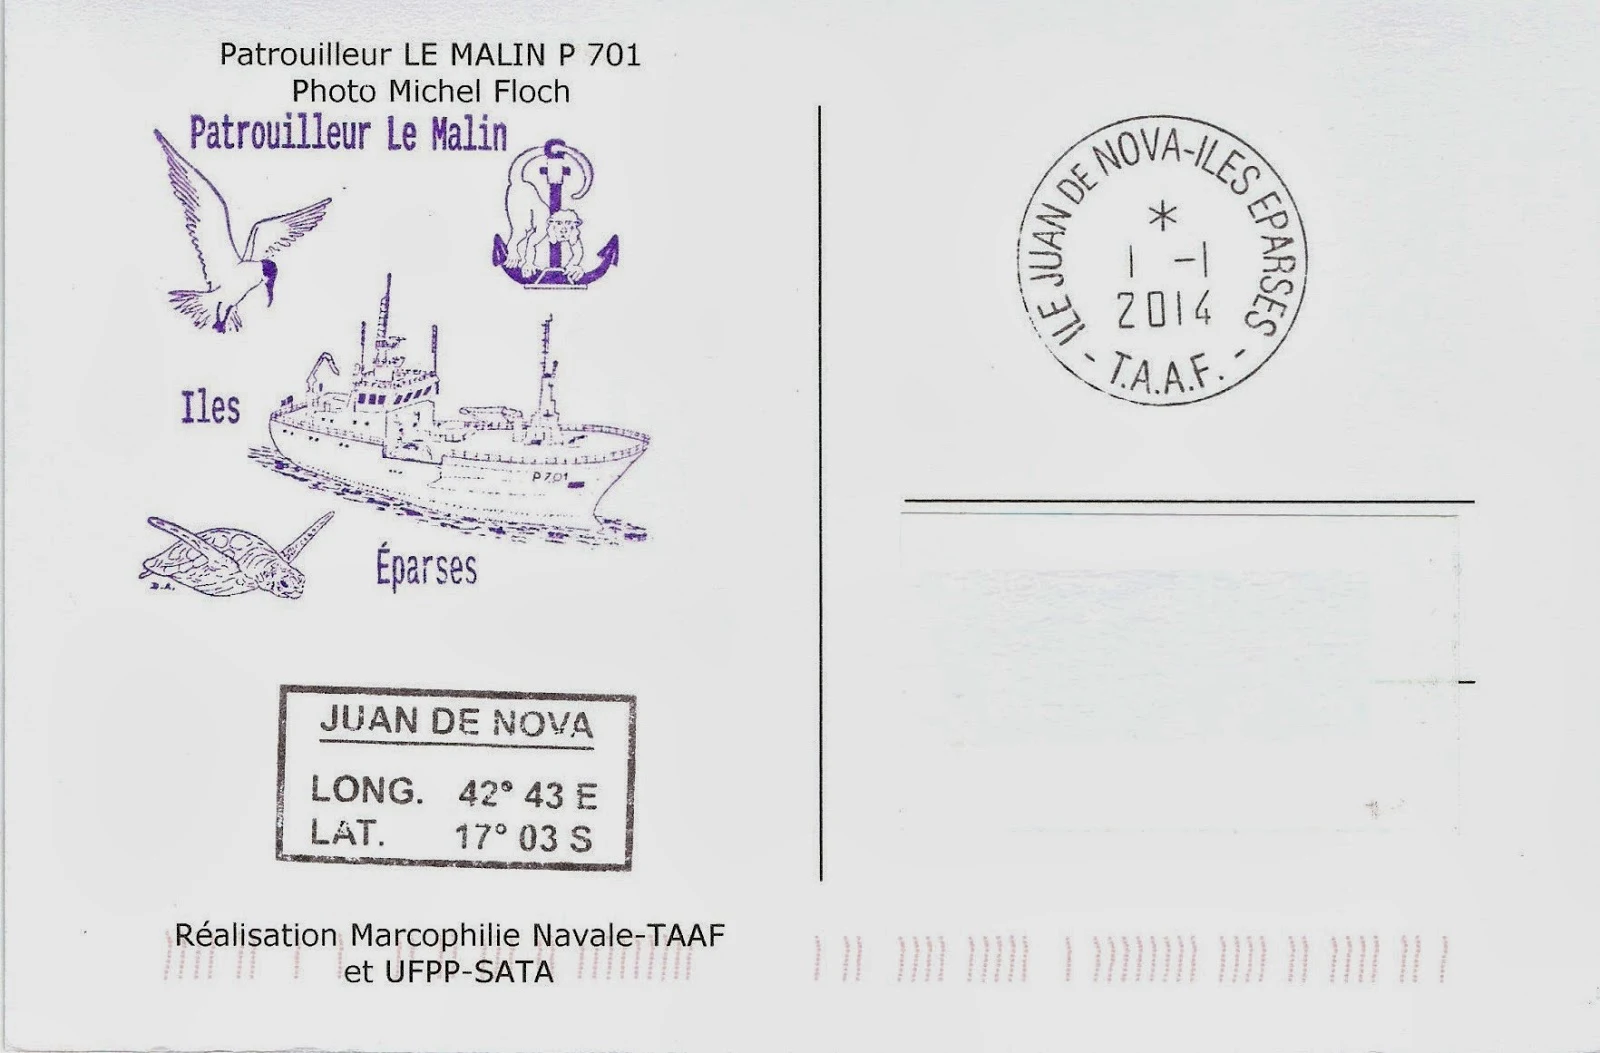 Patrouilleur LE MALIN P 701
Photo Michel Floch
Patrouilleur Le Malin
Iles
P701
Éparses
B.A.
JUAN DE NOVA
LONG. 42° 43 E
LAT. 17° 03 S
Réalisation Marcophilie Navale-TAAF
et UFPP-SATA
ILE JUAN DE NOVA-ILES EPARSES
*
1 -1
2014
- T.A.A.F. -